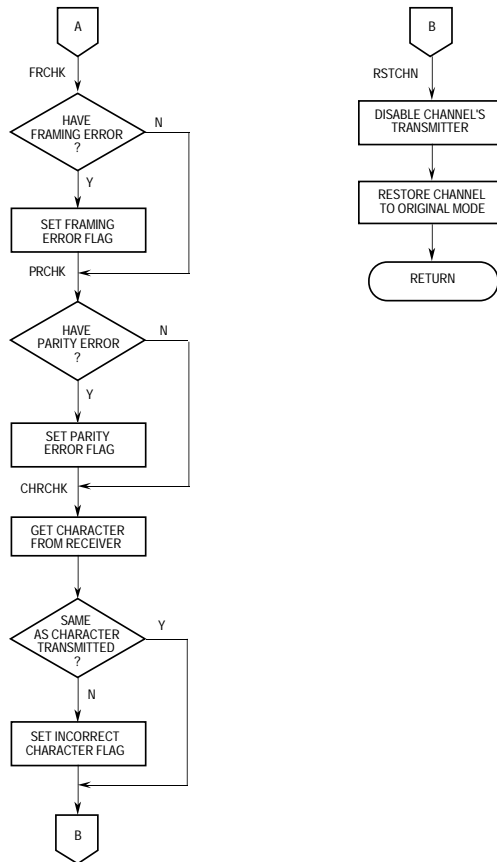 A
FRCHK
HAVE
FRAMING ERROR
?
N
Y
SET FRAMING
ERROR FLAG
PRCHK
HAVE
PARITY ERROR
?
N
Y
SET PARITY
ERROR FLAG
CHRCHK
GET CHARACTER
FROM RECEIVER
SAME
AS CHARACTER
TRANSMITTED
?
Y
N
SET INCORRECT
CHARACTER FLAG
B
B
RSTCHN
DISABLE CHANNEL'S
TRANSMITTER
RESTORE CHANNEL
TO ORIGINAL MODE
RETURN